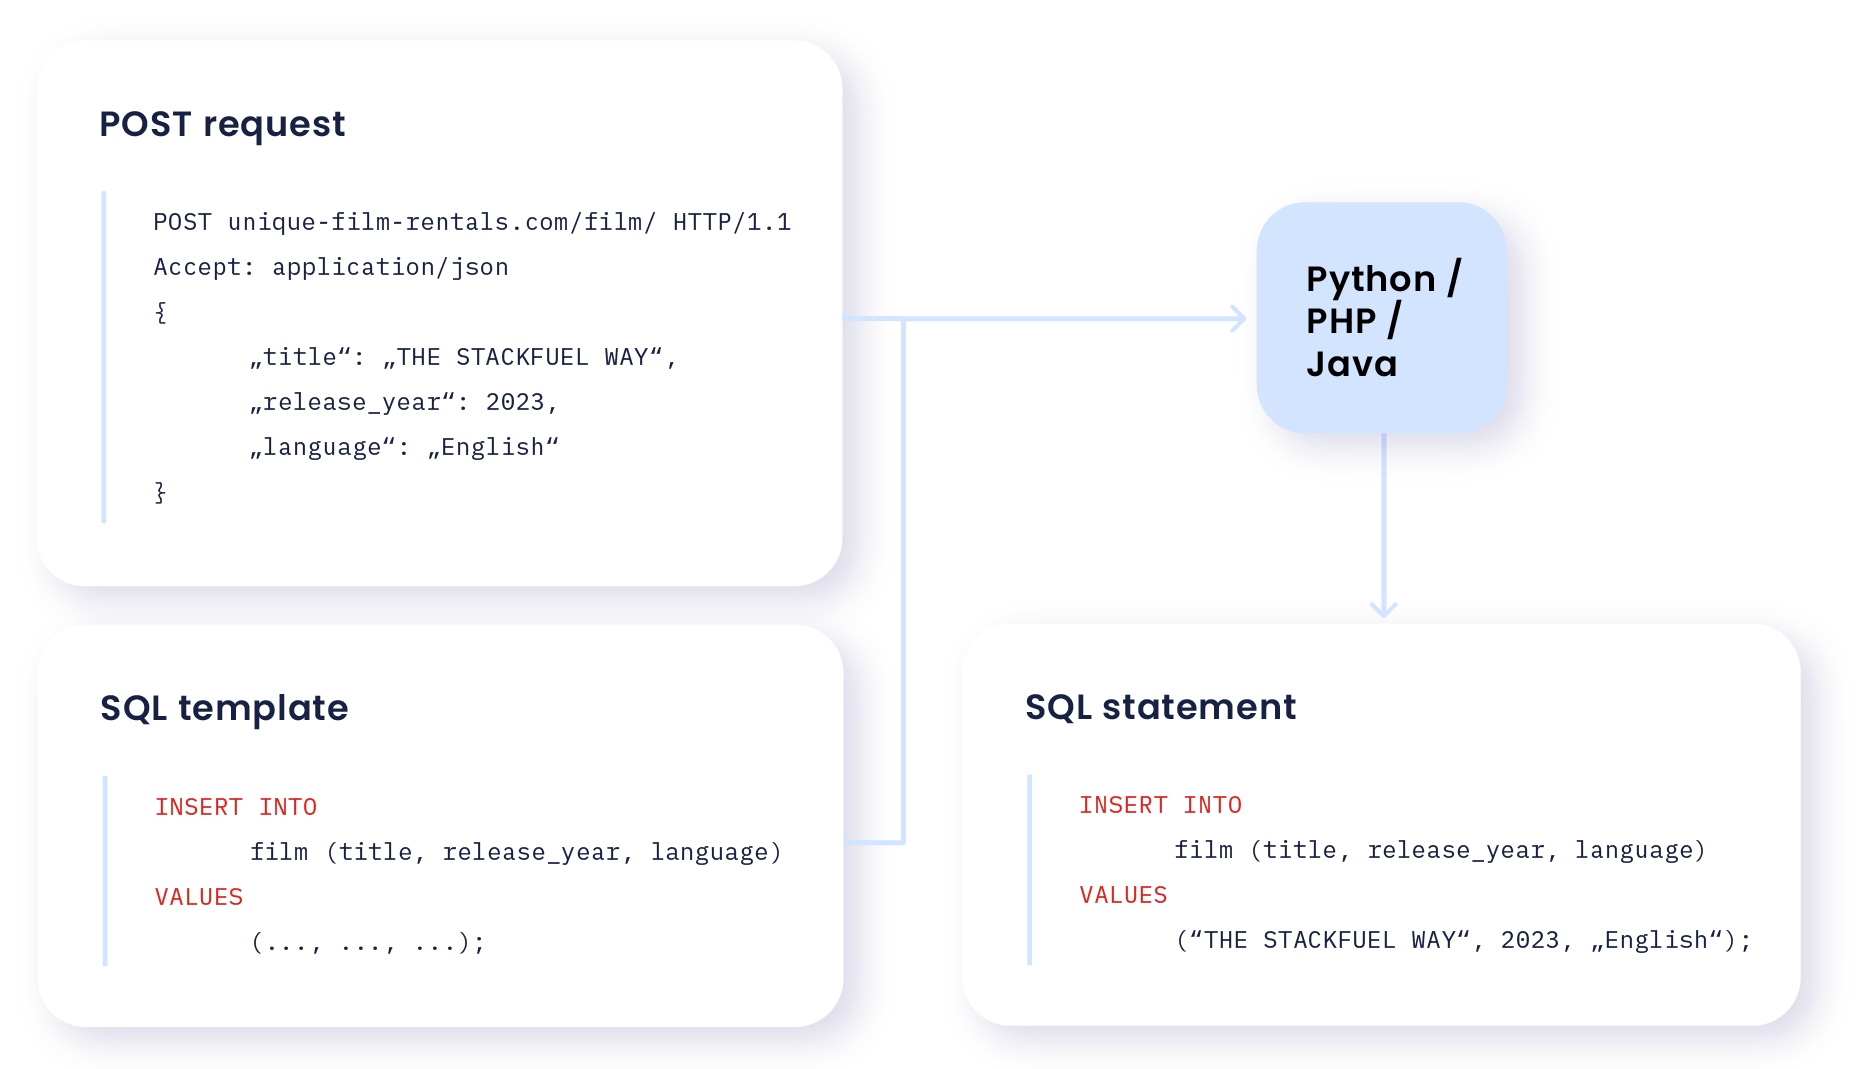 POST request
POST unique-film-rentals.com/film/ HTTP/1.1
Accept: application/json
{
„title“: „THE STACKFUEL WAY“,
„release_year“: 2023,
„language“: „English“
}
Python /
PHP /
Java
SQL template
INSERT INTO
film (title, release_year, language)
VALUES
(..., ..., ...);
SQL statement
INSERT INTO
film (title, release_year, language)
VALUES
(“THE STACKFUEL WAY“, 2023, „English“);